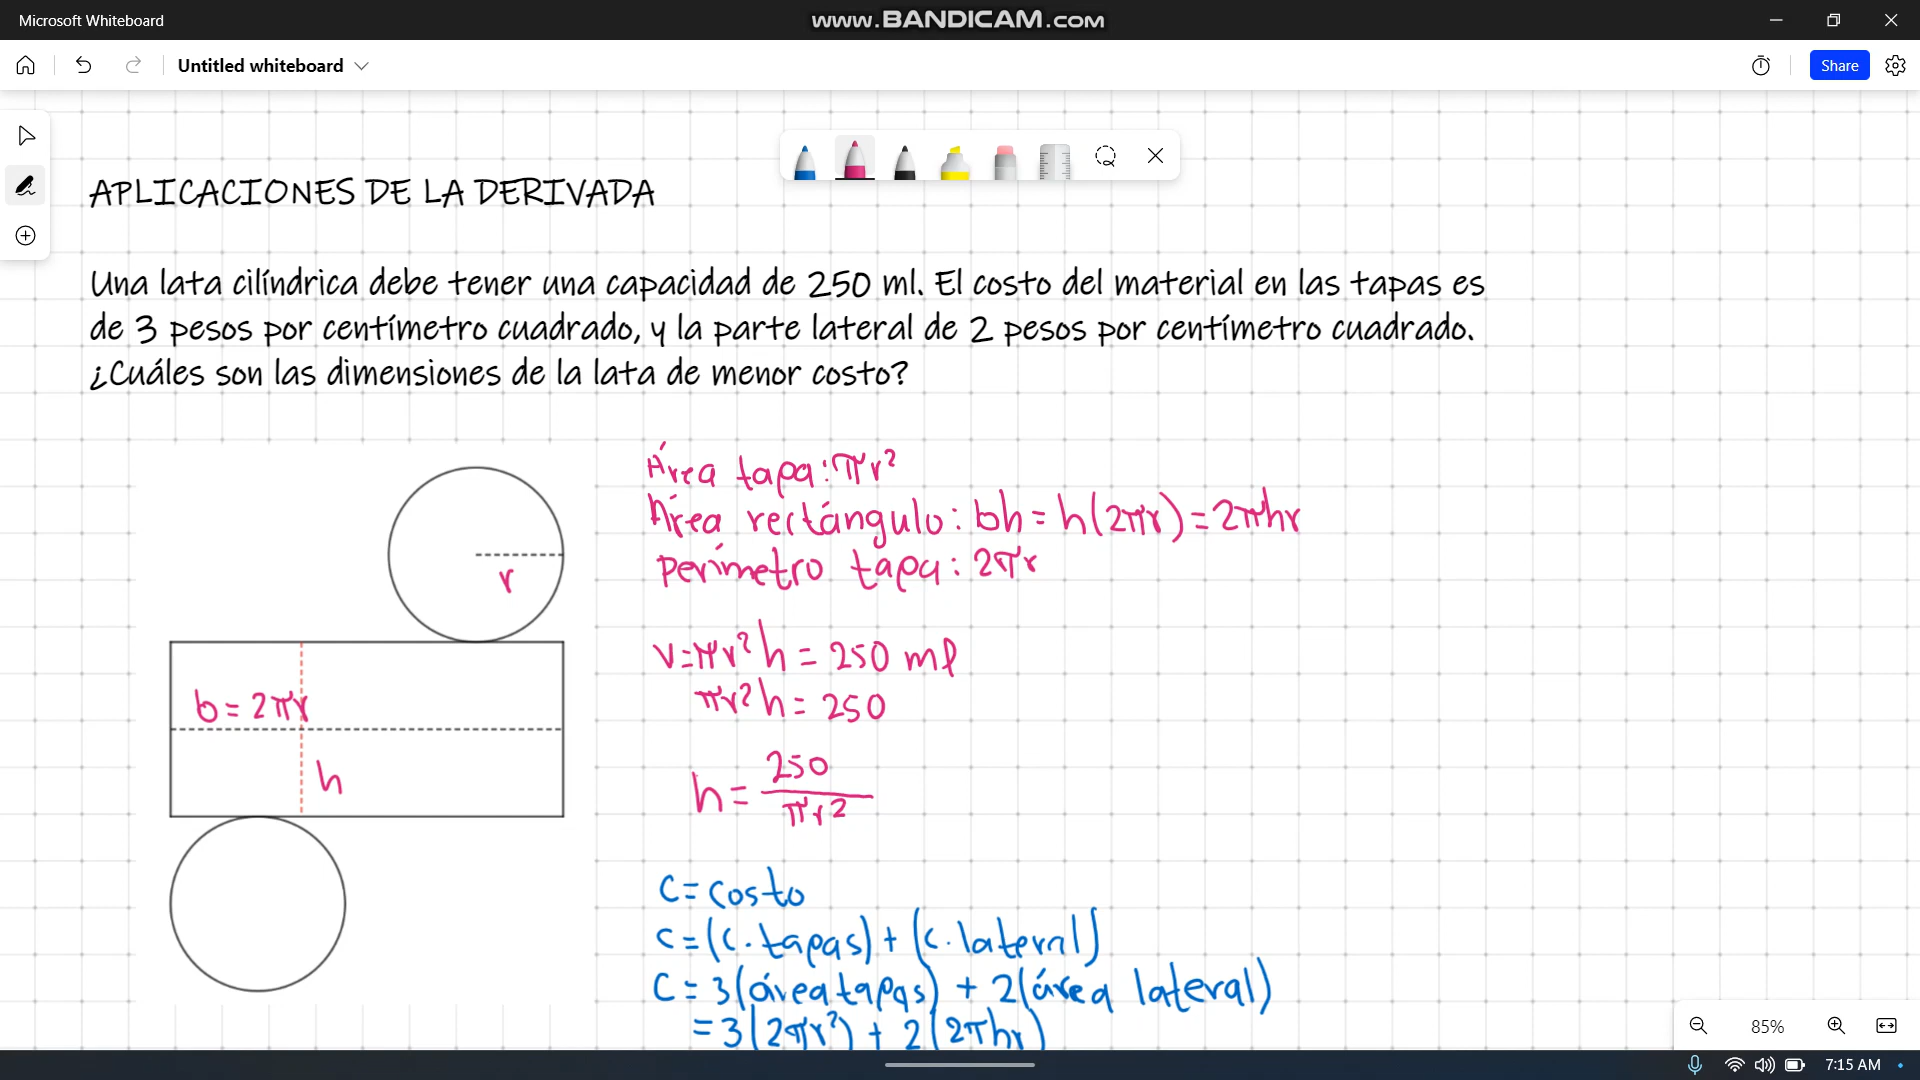 Microsoft Whiteboard
www.BANDICAM.com
Untitled whiteboard
Share
APLICACIONES DE LA DERIVADA
Una lata cilíndrica debe tener una capacidad de 250 ml. El costo del material en las tapas es
de 3 pesos por centímetro cuadrado, y la parte lateral de 2 pesos por centímetro cuadrado.
¿Cuáles son las dimensiones de la lata de menor costo?
Área tapa: πr²
Área rectángulo: bh = h(2πr) = 2πhr
perímetro tapa: 2πr
r
v = πr²h = 250 ml
πr²h = 250
b = 2πr
h
h = 250/πr²
c = costo
c = (c. tapas) + (c. lateral)
C = 3(área tapas) + 2(área lateral)
= 3(2πr²) + 2(2πhr)
85%
7:15 AM